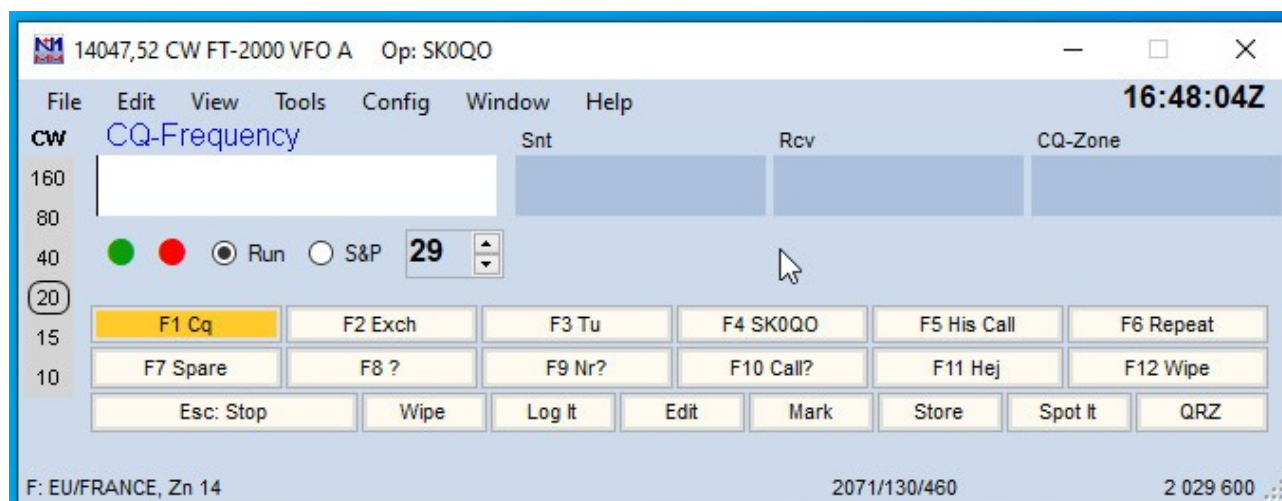 N1MM 14047,52 CW FT-2000 VFO A Op: SK0QO
File Edit View Tools Config Window Help 16:48:04Z
CW CQ-Frequency Snt Rcv CQ-Zone
160
80
40 Run S&P 29
20
15 F1 Cq F2 Exch F3 Tu F4 SK0QO F5 His Call F6 Repeat
10 F7 Spare F8 ? F9 Nr? F10 Call? F11 Hej F12 Wipe
Esc: Stop Wipe Log It Edit Mark Store Spot It QRZ
F: EU/FRANCE, Zn 14 2071/130/460 2 029 600